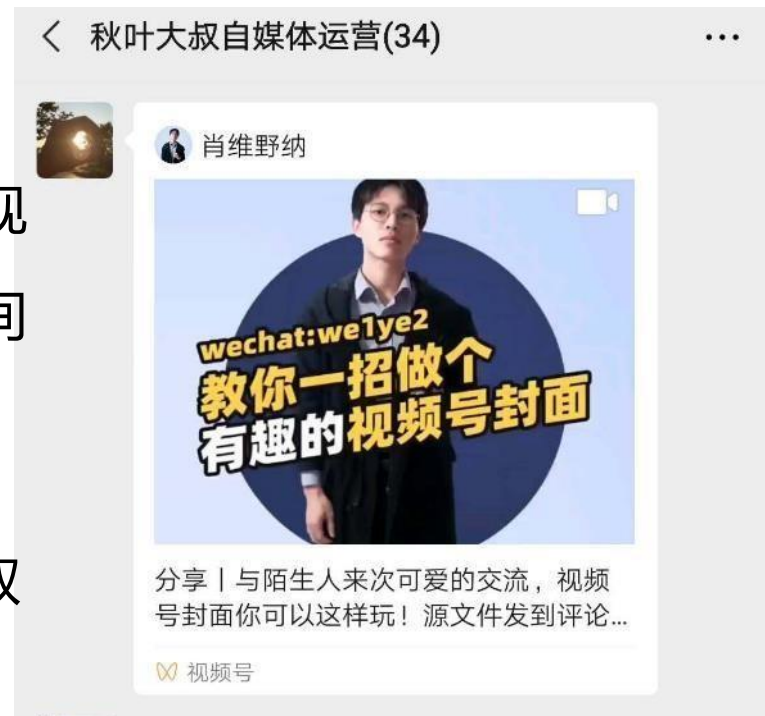 秋叶大叔自媒体运营(34)
肖维野纳
wechat:we1ye2
教你一招做个
有趣的视频号封面
分享丨与陌生人来次可爱的交流，视频
号封面你可以这样玩！源文件发到评论...
视频号